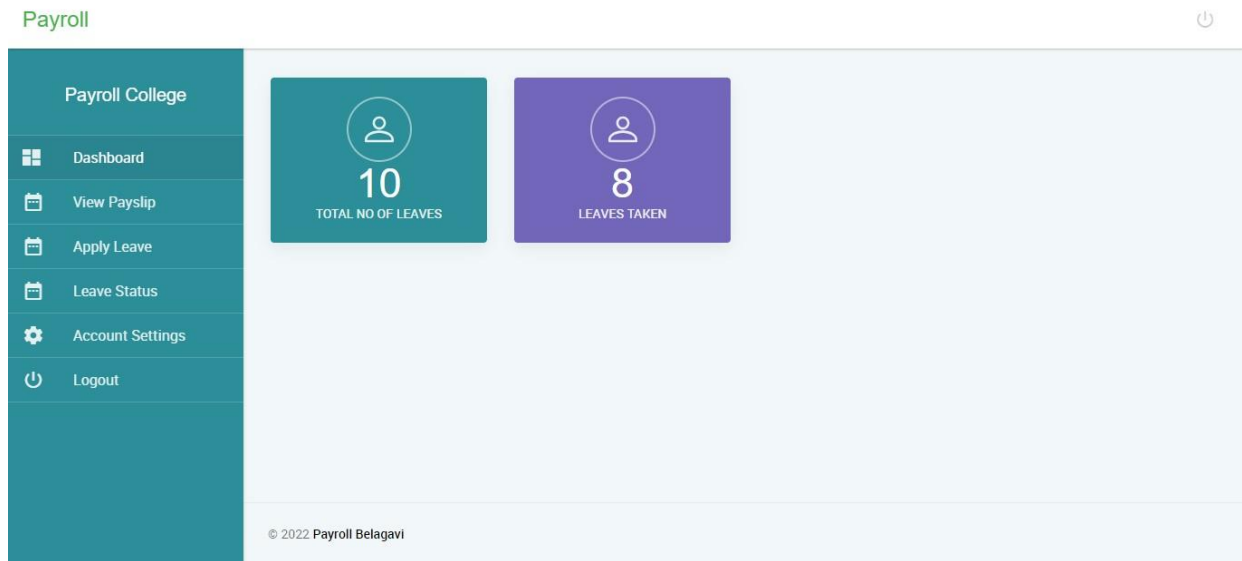 Payroll
Payroll College
Dashboard
View Payslip
Apply Leave
Leave Status
Account Settings
Logout
10
TOTAL NO OF LEAVES
8
LEAVES TAKEN
© 2022 Payroll Belagavi